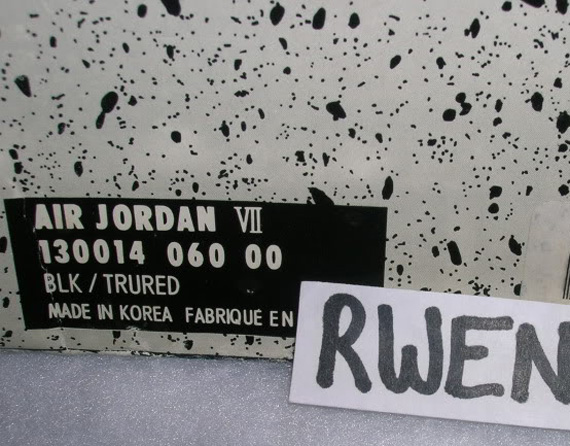 AIR JORDAN VII
130014 060 00
BLK / TRURED
MADE IN KOREA FABRIQUE EN
RWEN